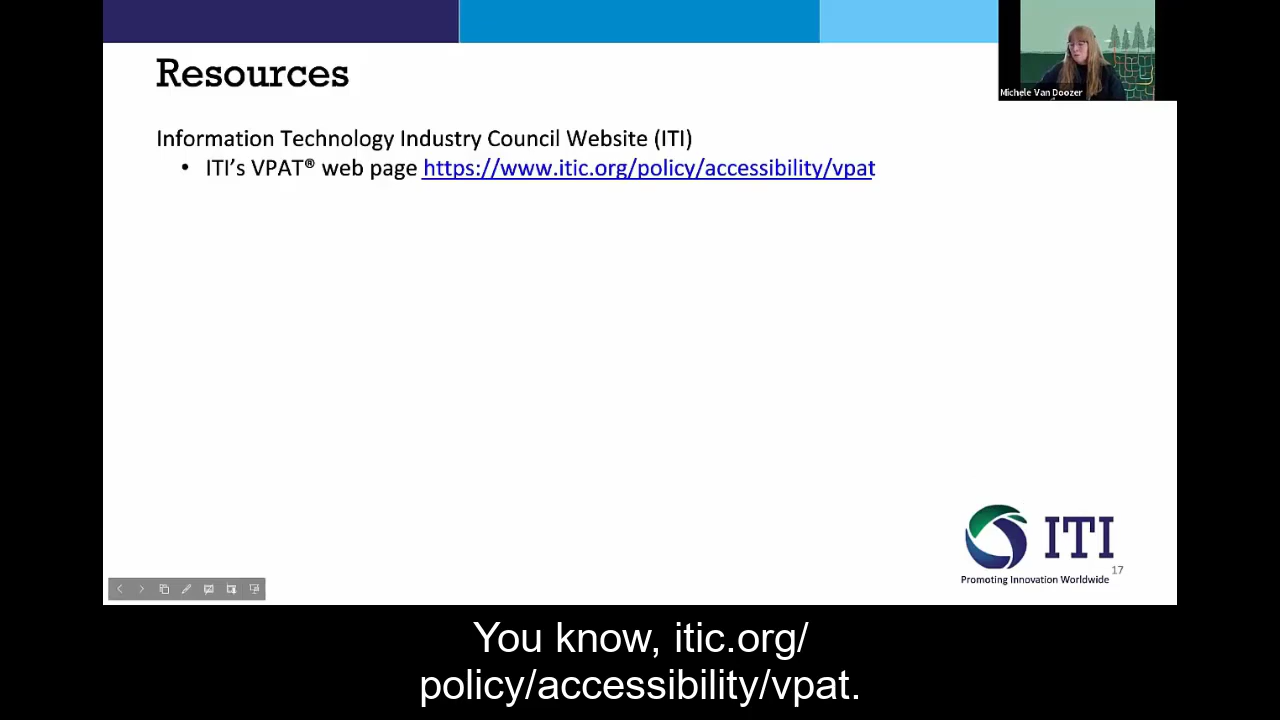 Resources
Michele Van Doozer
Information Technology Industry Council Website (ITI)
• ITI’s VPAT® web page https://www.itic.org/policy/accessibility/vpat
ITI
Promoting Innovation Worldwide
17
You know, itic.org/
policy/accessibility/vpat.